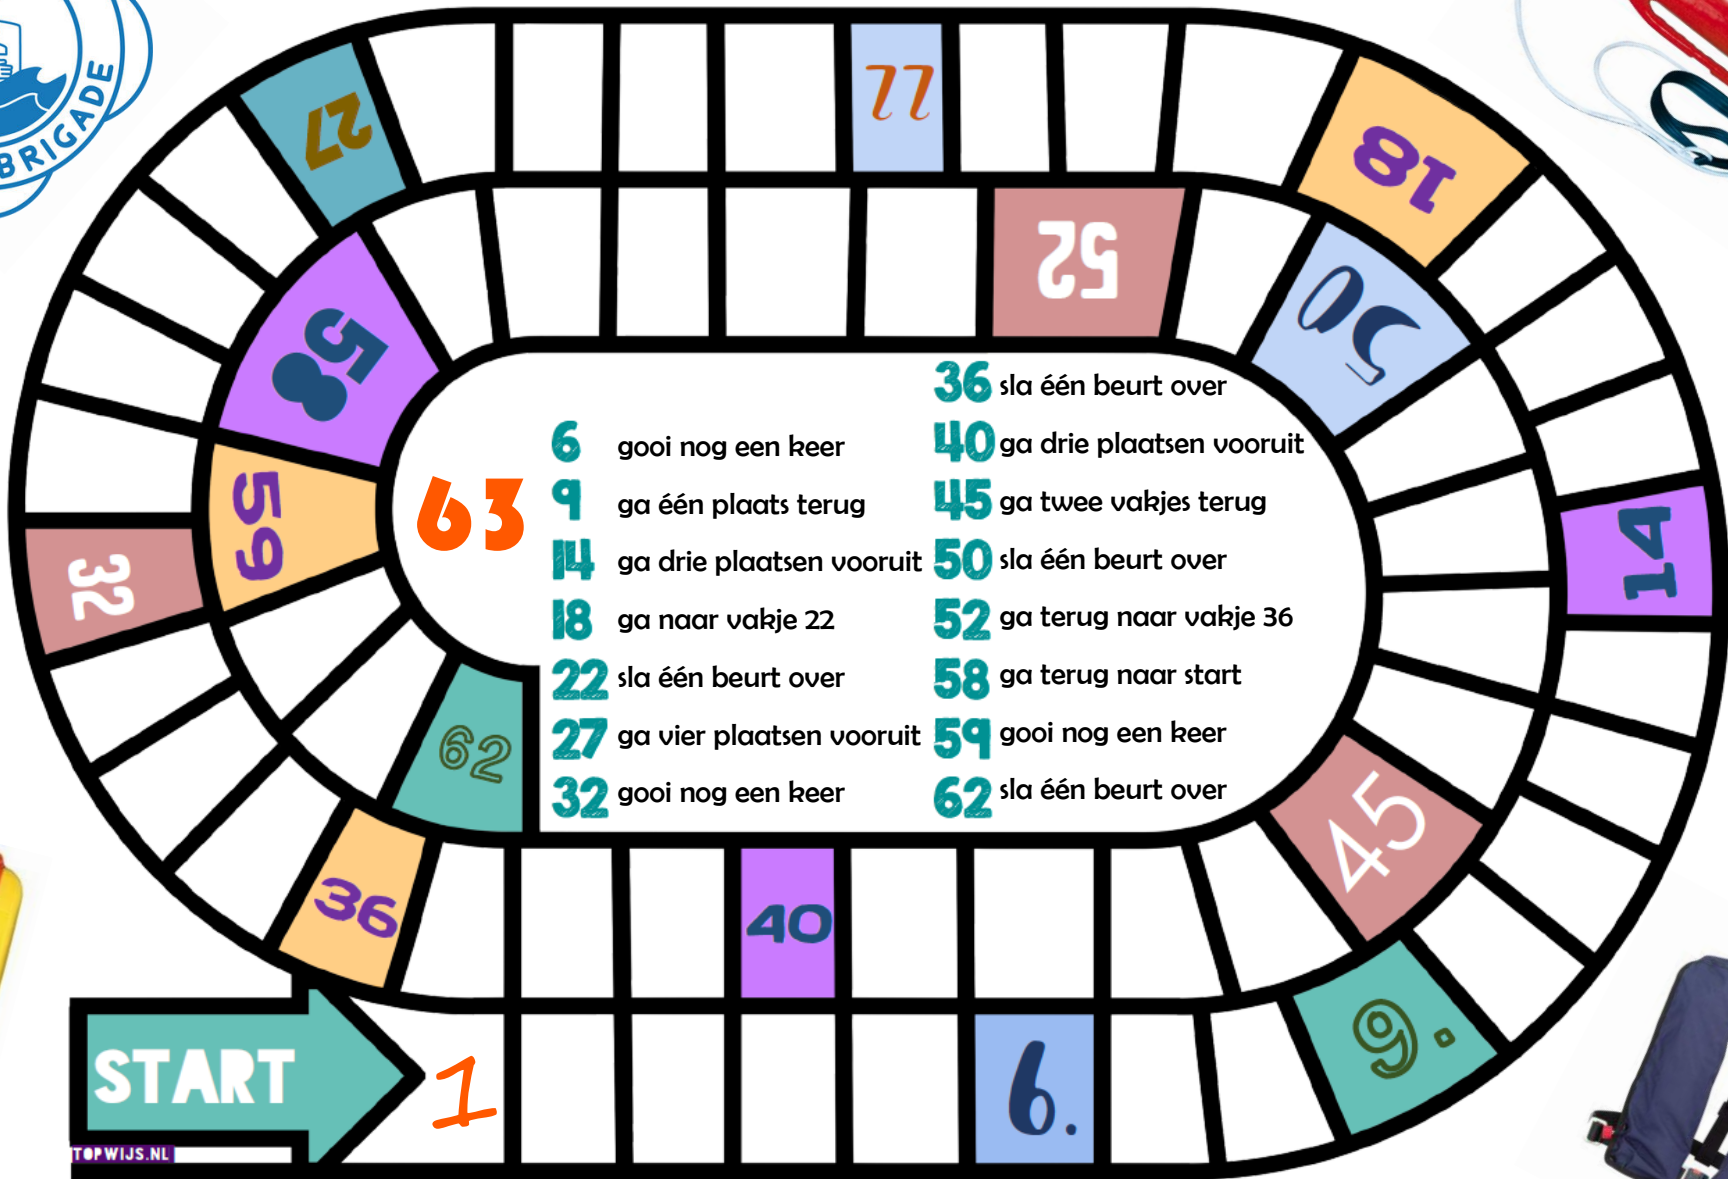 BRIGADE
27
22
18
52
50
58
59
63
32
14
6 gooi nog een keer
9 ga één plaats terug
14 ga drie plaatsen vooruit
18 ga naar vakje 22
22 sla één beurt over
27 ga vier plaatsen vooruit
32 gooi nog een keer
36 sla één beurt over
40 ga drie plaatsen vooruit
45 ga twee vakjes terug
50 sla één beurt over
52 ga terug naar vakje 36
58 ga terug naar start
59 gooi nog een keer
62 sla één beurt over
62
45
36
40
9.
START
1
6.
TOPWIJS.NL